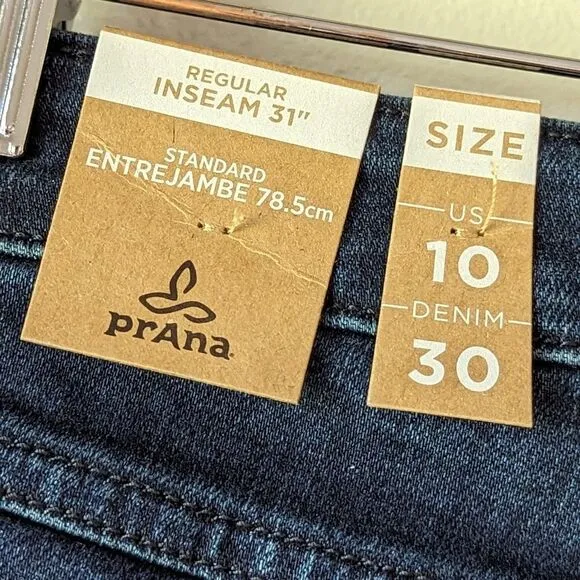 REGULAR
INSEAM 31"
STANDARD
ENTREJAMBE 78.5cm
prAna
SIZE
US
10
DENIM
30